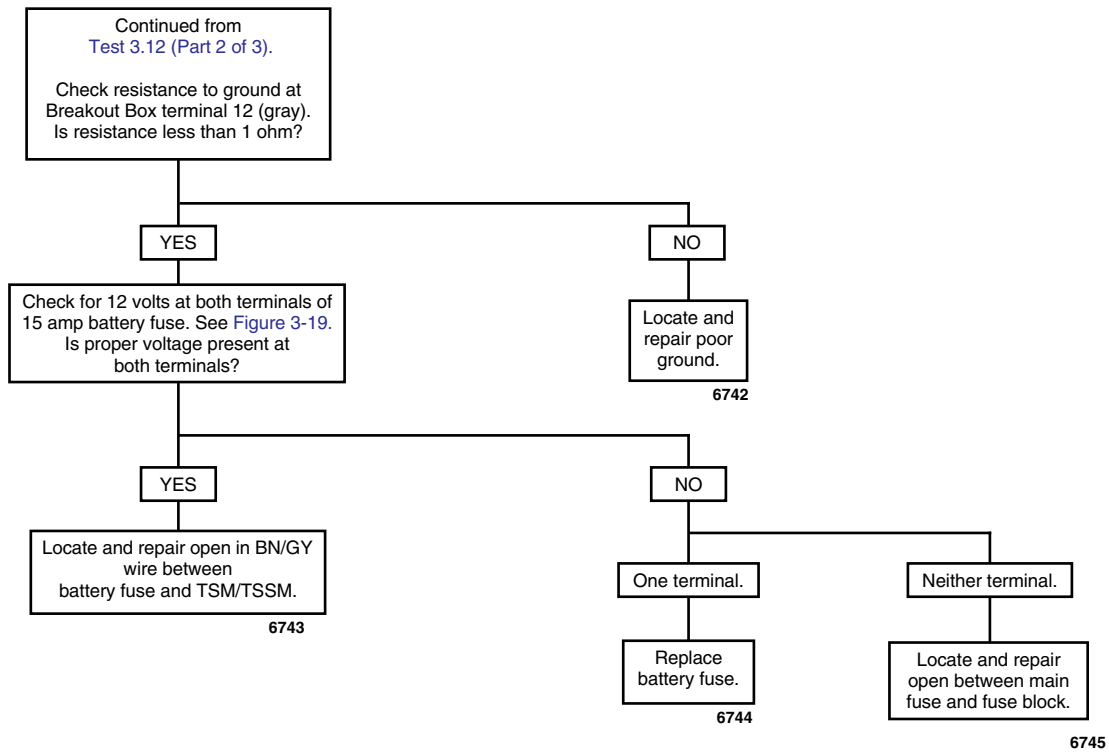 Continued from
Test 3.12 (Part 2 of 3).
Check resistance to ground at
Breakout Box terminal 12 (gray).
Is resistance less than 1 ohm?
YES
NO
Check for 12 volts at both terminals of
15 amp battery fuse. See Figure 3-19.
Is proper voltage present at
both terminals?
Locate and
repair poor
ground.
6742
YES
NO
Locate and repair open in BN/GY
wire between
battery fuse and TSM/TSSM.
6743
One terminal.
Neither terminal.
Replace
battery fuse.
6744
Locate and repair
open between main
fuse and fuse block.
6745